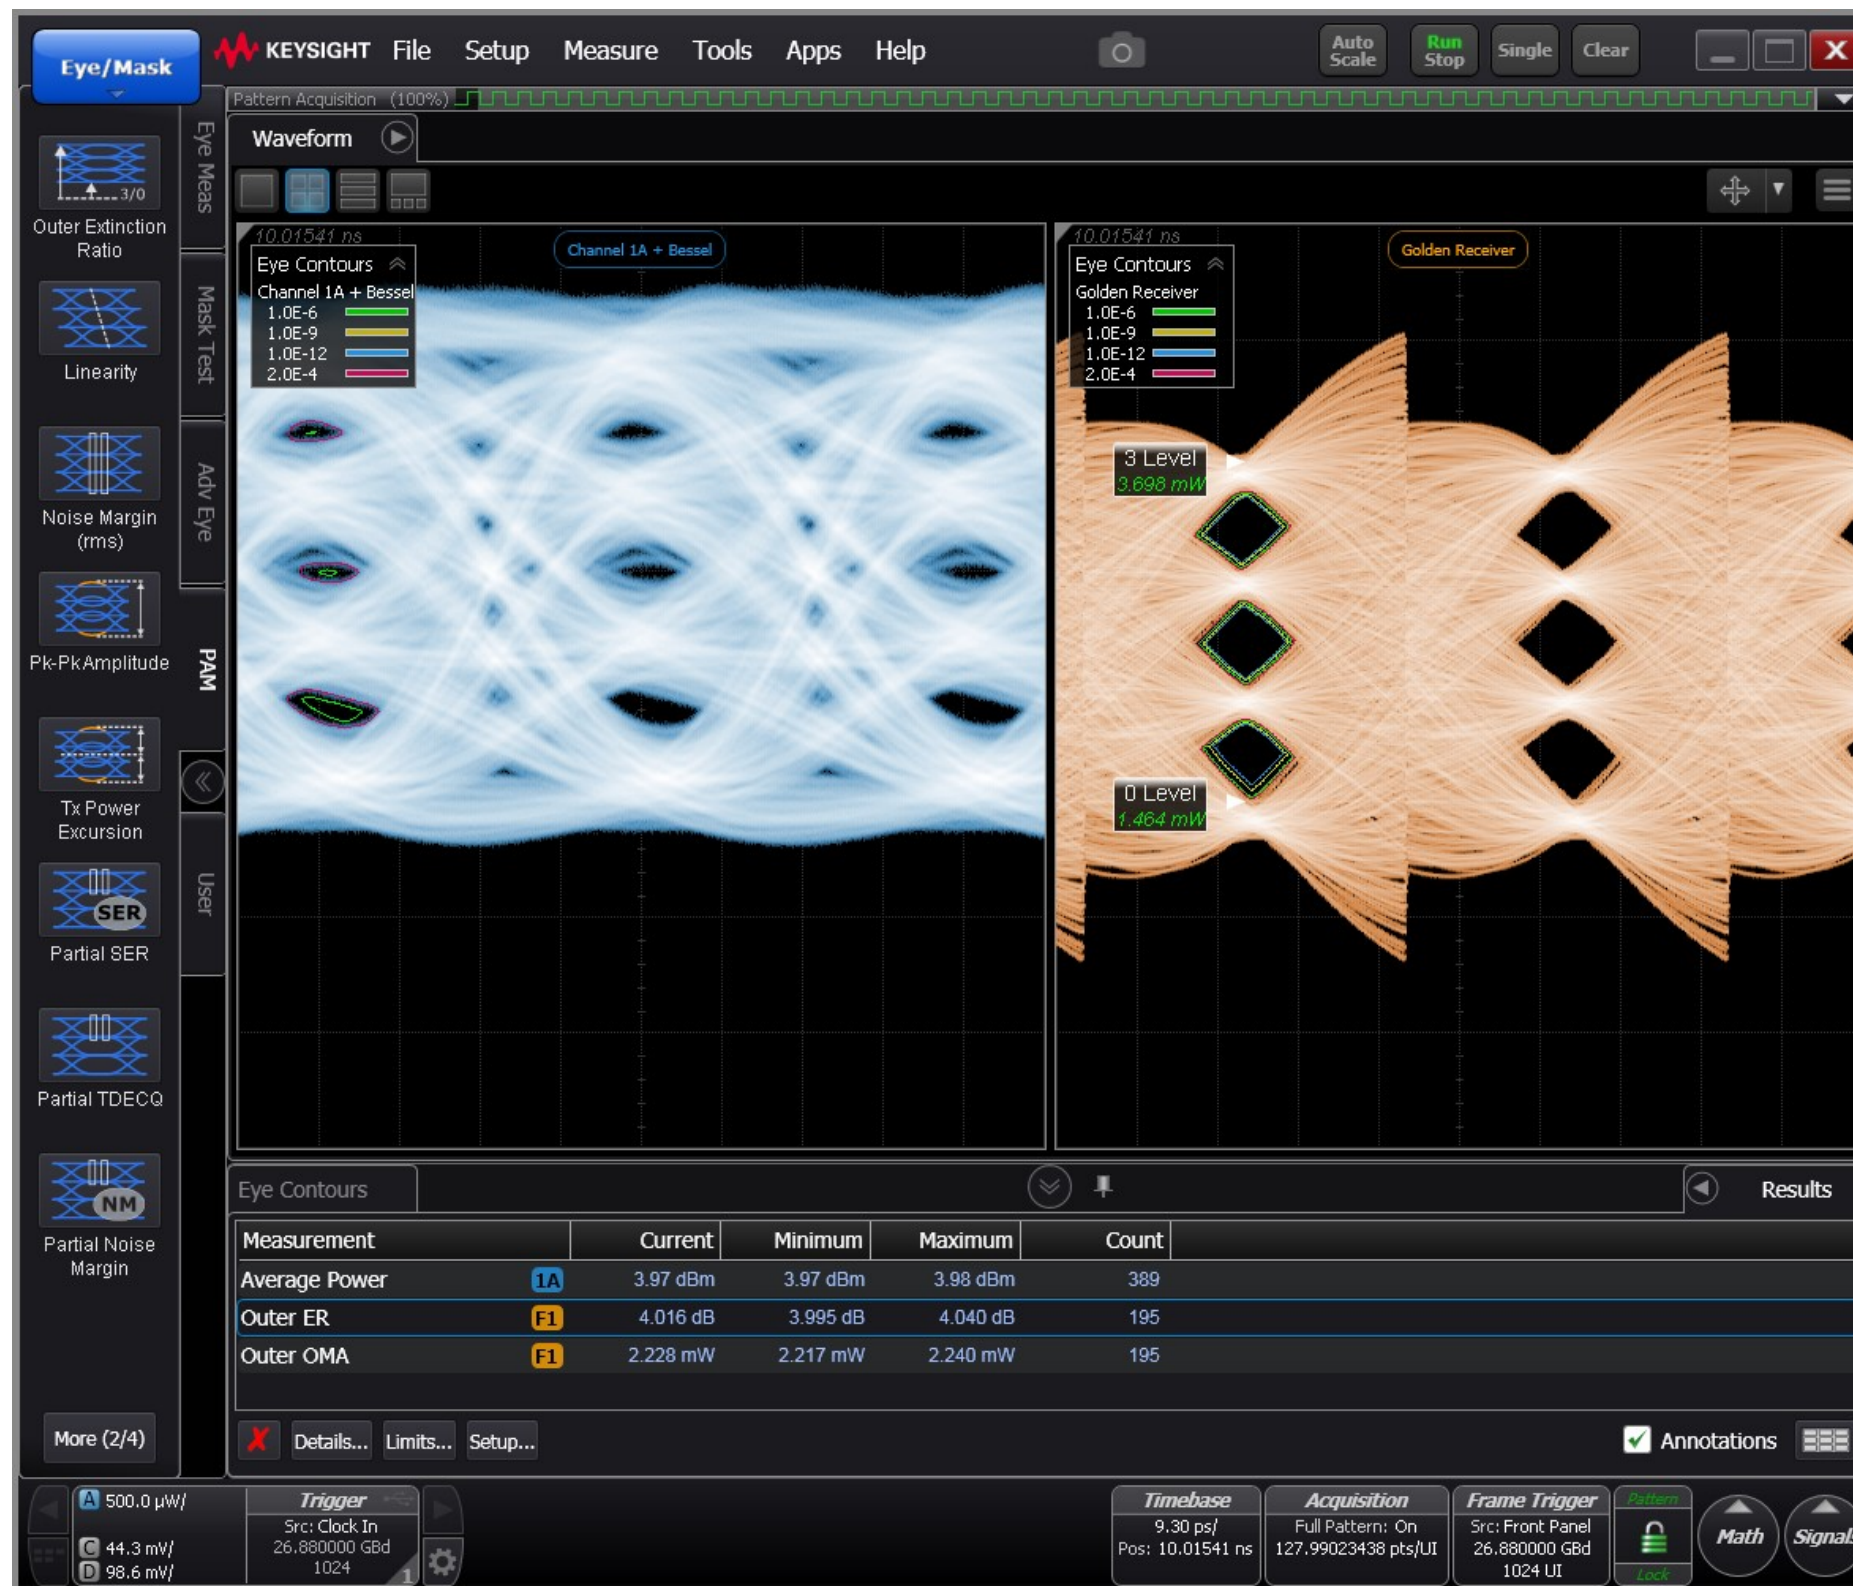 Eye/Mask
KEYSIGHT File Setup Measure Tools Apps Help
Auto Scale
Run Stop
Single
Clear
X
Pattern Acquisition (100%)
Waveform
Eye Meas
Mask Test
Adv Eye
PAM
User
3/0
Outer Extinction
Ratio
Linearity
Noise Margin
(rms)
Pk-Pk Amplitude
Tx Power
Excursion
SER
Partial SER
Partial TDECQ
NM
Partial Noise
Margin
More (2/4)
10.01541 ns
Channel 1A + Bessel
Eye Contours
Channel 1A + Bessel
1.0E-6
1.0E-9
1.0E-12
2.0E-4
10.01541 ns
Golden Receiver
Eye Contours
Golden Receiver
1.0E-6
1.0E-9
1.0E-12
2.0E-4
3 Level
3.698 mW
0 Level
1.464 mW
Eye Contours
Results
Measurement Current Minimum Maximum Count
Average Power 1A 3.97 dBm 3.97 dBm 3.98 dBm 389
Outer ER F1 4.016 dB 3.995 dB 4.040 dB 195
Outer OMA F1 2.228 mW 2.217 mW 2.240 mW 195
Details... Limits... Setup...
Annotations
A 500.0 µW/
C 44.3 mV/
D 98.6 mV/
Trigger
Src: Clock In
26.880000 GBd
1024
1
Timebase
9.30 ps/
Pos: 10.01541 ns
Acquisition
Full Pattern: On
127.99023438 pts/UI
Frame Trigger
Src: Front Panel
26.880000 GBd
1024 UI
Pattern
Lock
Math
Signals